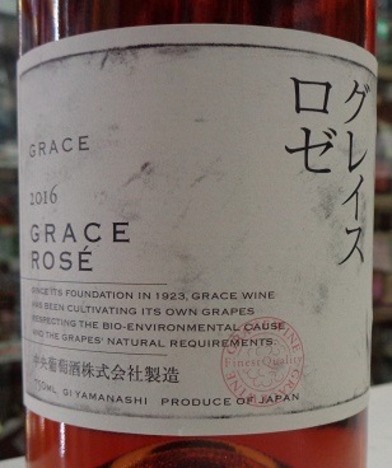 GRACE
2016
GRACE
ROSÉ
グレイス
ロゼ
SINCE ITS FOUNDATION IN 1923, GRACE WINE
HAS BEEN CULTIVATING ITS OWN GRAPES
RESPECTING THE BIO-ENVIRONMENTAL CAUSE
AND THE GRAPES' NATURAL REQUIREMENTS.
中央葡萄酒株式会社製造
750ML GI YAMANASHI PRODUCE OF JAPAN
GRACE WINE
Finest Quality